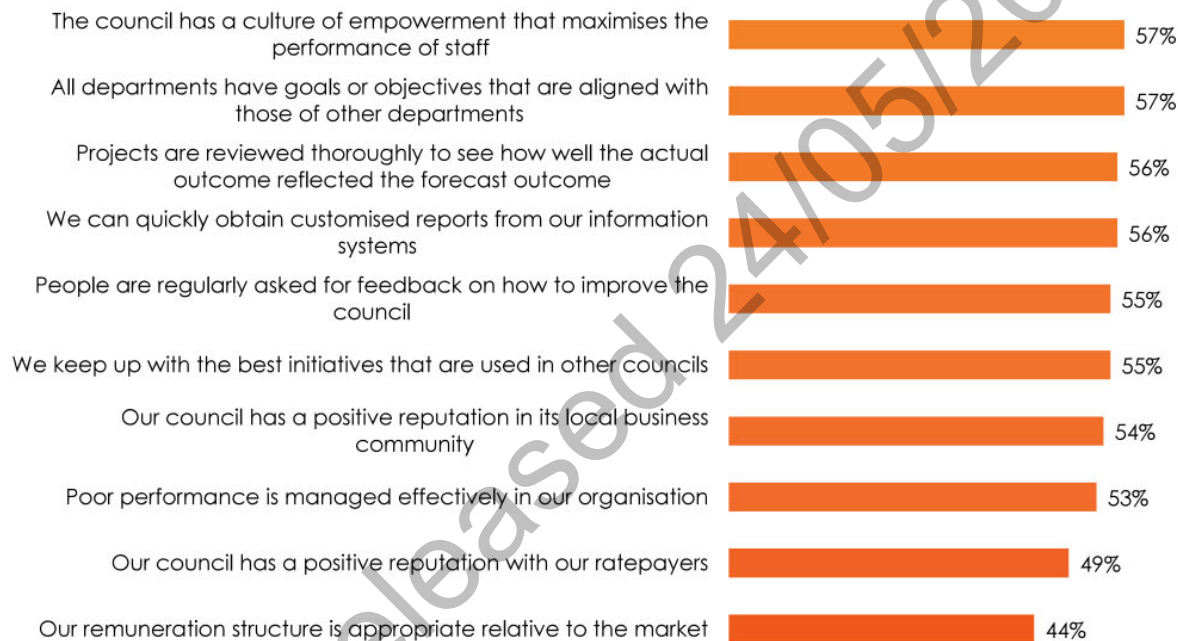 The council has a culture of empowerment that maximises the
performance of staff
57%
All departments have goals or objectives that are aligned with
those of other departments
57%
Projects are reviewed thoroughly to see how well the actual
outcome reflected the forecast outcome
56%
We can quickly obtain customised reports from our information
systems
56%
People are regularly asked for feedback on how to improve the
council
55%
We keep up with the best initiatives that are used in other councils
55%
Our council has a positive reputation in its local business
community
54%
Poor performance is managed effectively in our organisation
53%
Our council has a positive reputation with our ratepayers
49%
Our remuneration structure is appropriate relative to the market
44%
eleased 24/05/20